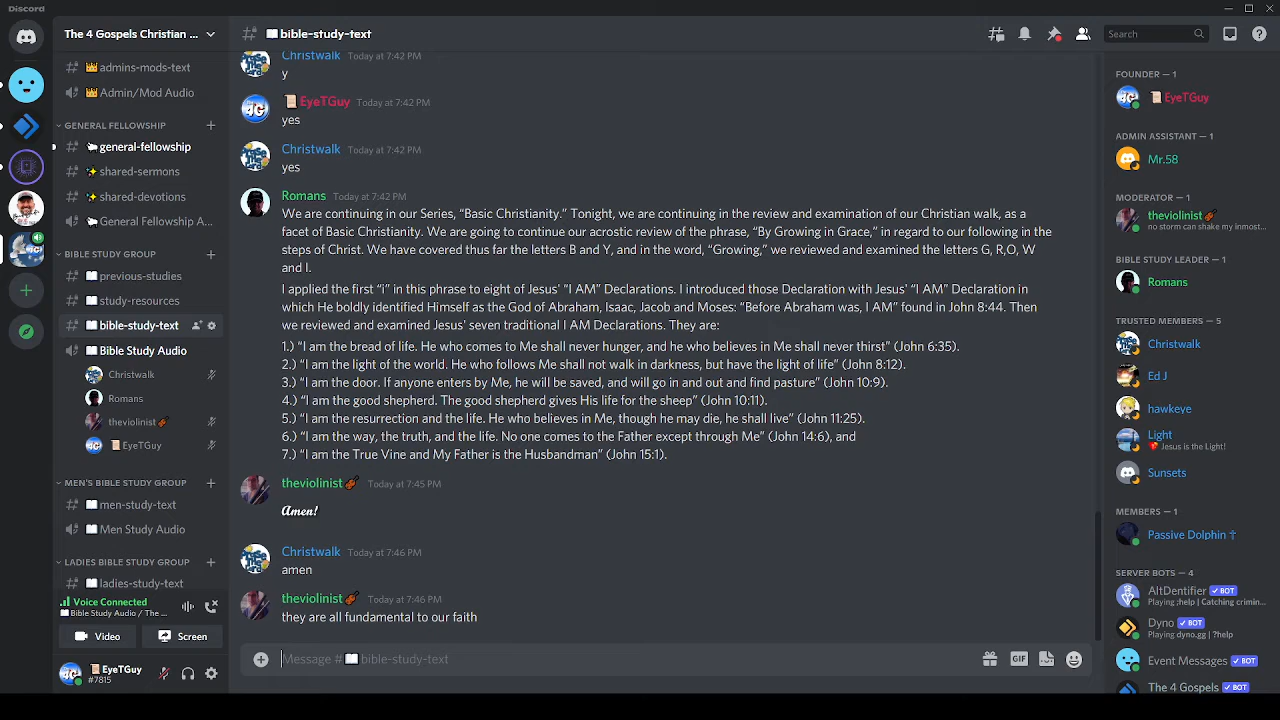 Discord
The 4 Gospels Christian ...
admins-mods-text
Admin/Mod Audio
GENERAL FELLOWSHIP
general-fellowship
shared-sermons
shared-devotions
General Fellowship A...
BIBLE STUDY GROUP
previous-studies
study-resources
bible-study-text
Bible Study Audio
Christwalk
Romans
theviolinist
EyeTGuy
MEN'S BIBLE STUDY GROUP
men-study-text
Men Study Audio
LADIES BIBLE STUDY GROUP
ladies-study-text
Voice Connected
Bible Study Audio / The ...
Video
Screen
EyeTGuy
#7815
bible-study-text
Search
Christwalk Today at 7:42 PM
y
EyeTGuy Today at 7:42 PM
yes
Christwalk Today at 7:42 PM
yes
Romans Today at 7:42 PM
We are continuing in our Series, “Basic Christianity.” Tonight, we are continuing in the review and examination of our Christian walk, as a
facet of Basic Christianity. We are going to continue our acrostic review of the phrase, “By Growing in Grace,” in regard to our following in the
steps of Christ. We have covered thus far the letters B and Y, and in the word, “Growing,” we reviewed and examined the letters G, R,O, W
and I.
I applied the first “i” in this phrase to eight of Jesus’ “I AM” Declarations. I introduced those Declaration with Jesus’ “I AM” Declaration in
which He boldly identified Himself as the God of Abraham, Isaac, Jacob and Moses: “Before Abraham was, I AM” found in John 8:44. Then
we reviewed and examined Jesus’ seven traditional I AM Declarations. They are:
1.) “I am the bread of life. He who comes to Me shall never hunger, and he who believes in Me shall never thirst” (John 6:35).
2.) “I am the light of the world. He who follows Me shall not walk in darkness, but have the light of life” (John 8:12).
3.) “I am the door. If anyone enters by Me, he will be saved, and will go in and out and find pasture” (John 10:9).
4.) “I am the good shepherd. The good shepherd gives His life for the sheep” (John 10:11).
5.) “I am the resurrection and the life. He who believes in Me, though he may die, he shall live” (John 11:25).
6.) “I am the way, the truth, and the life. No one comes to the Father except through Me” (John 14:6), and
7.) “I am the True Vine and My Father is the Husbandman” (John 15:1).
theviolinist Today at 7:45 PM
Amen!
Christwalk Today at 7:46 PM
amen
theviolinist Today at 7:46 PM
they are all fundamental to our faith
Message # bible-study-text
GIF
FOUNDER — 1
EyeTGuy
ADMIN ASSISTANT — 1
Mr.58
MODERATOR — 1
theviolinist
no storm can shake my inmost...
BIBLE STUDY LEADER — 1
Romans
TRUSTED MEMBERS — 5
Christwalk
Ed J
hawkeye
Light
Jesus is the Light!
Sunsets
MEMBERS — 1
Passive Dolphin ✝
SERVER BOTS — 4
AltDentifier BOT
Playing ;help | Catching crimin...
Dyno BOT
Playing dyno.gg | ?help
Event Messages BOT
The 4 Gospels BOT